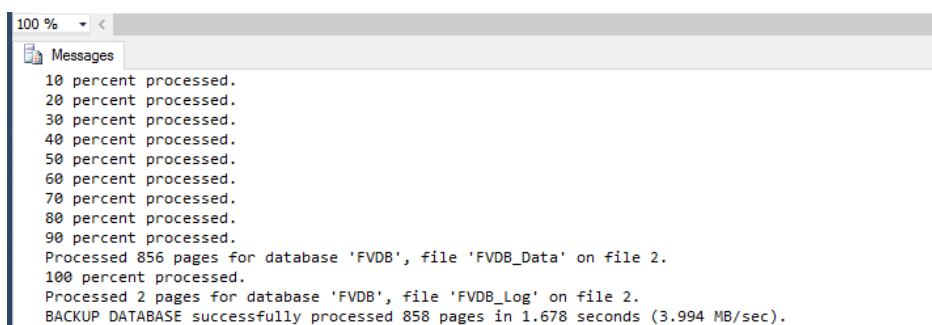 100 %
Messages
10 percent processed.
20 percent processed.
30 percent processed.
40 percent processed.
50 percent processed.
60 percent processed.
70 percent processed.
80 percent processed.
90 percent processed.
Processed 856 pages for database 'FVDB', file 'FVDB_Data' on file 2.
100 percent processed.
Processed 2 pages for database 'FVDB', file 'FVDB_Log' on file 2.
BACKUP DATABASE successfully processed 858 pages in 1.678 seconds (3.994 MB/sec).